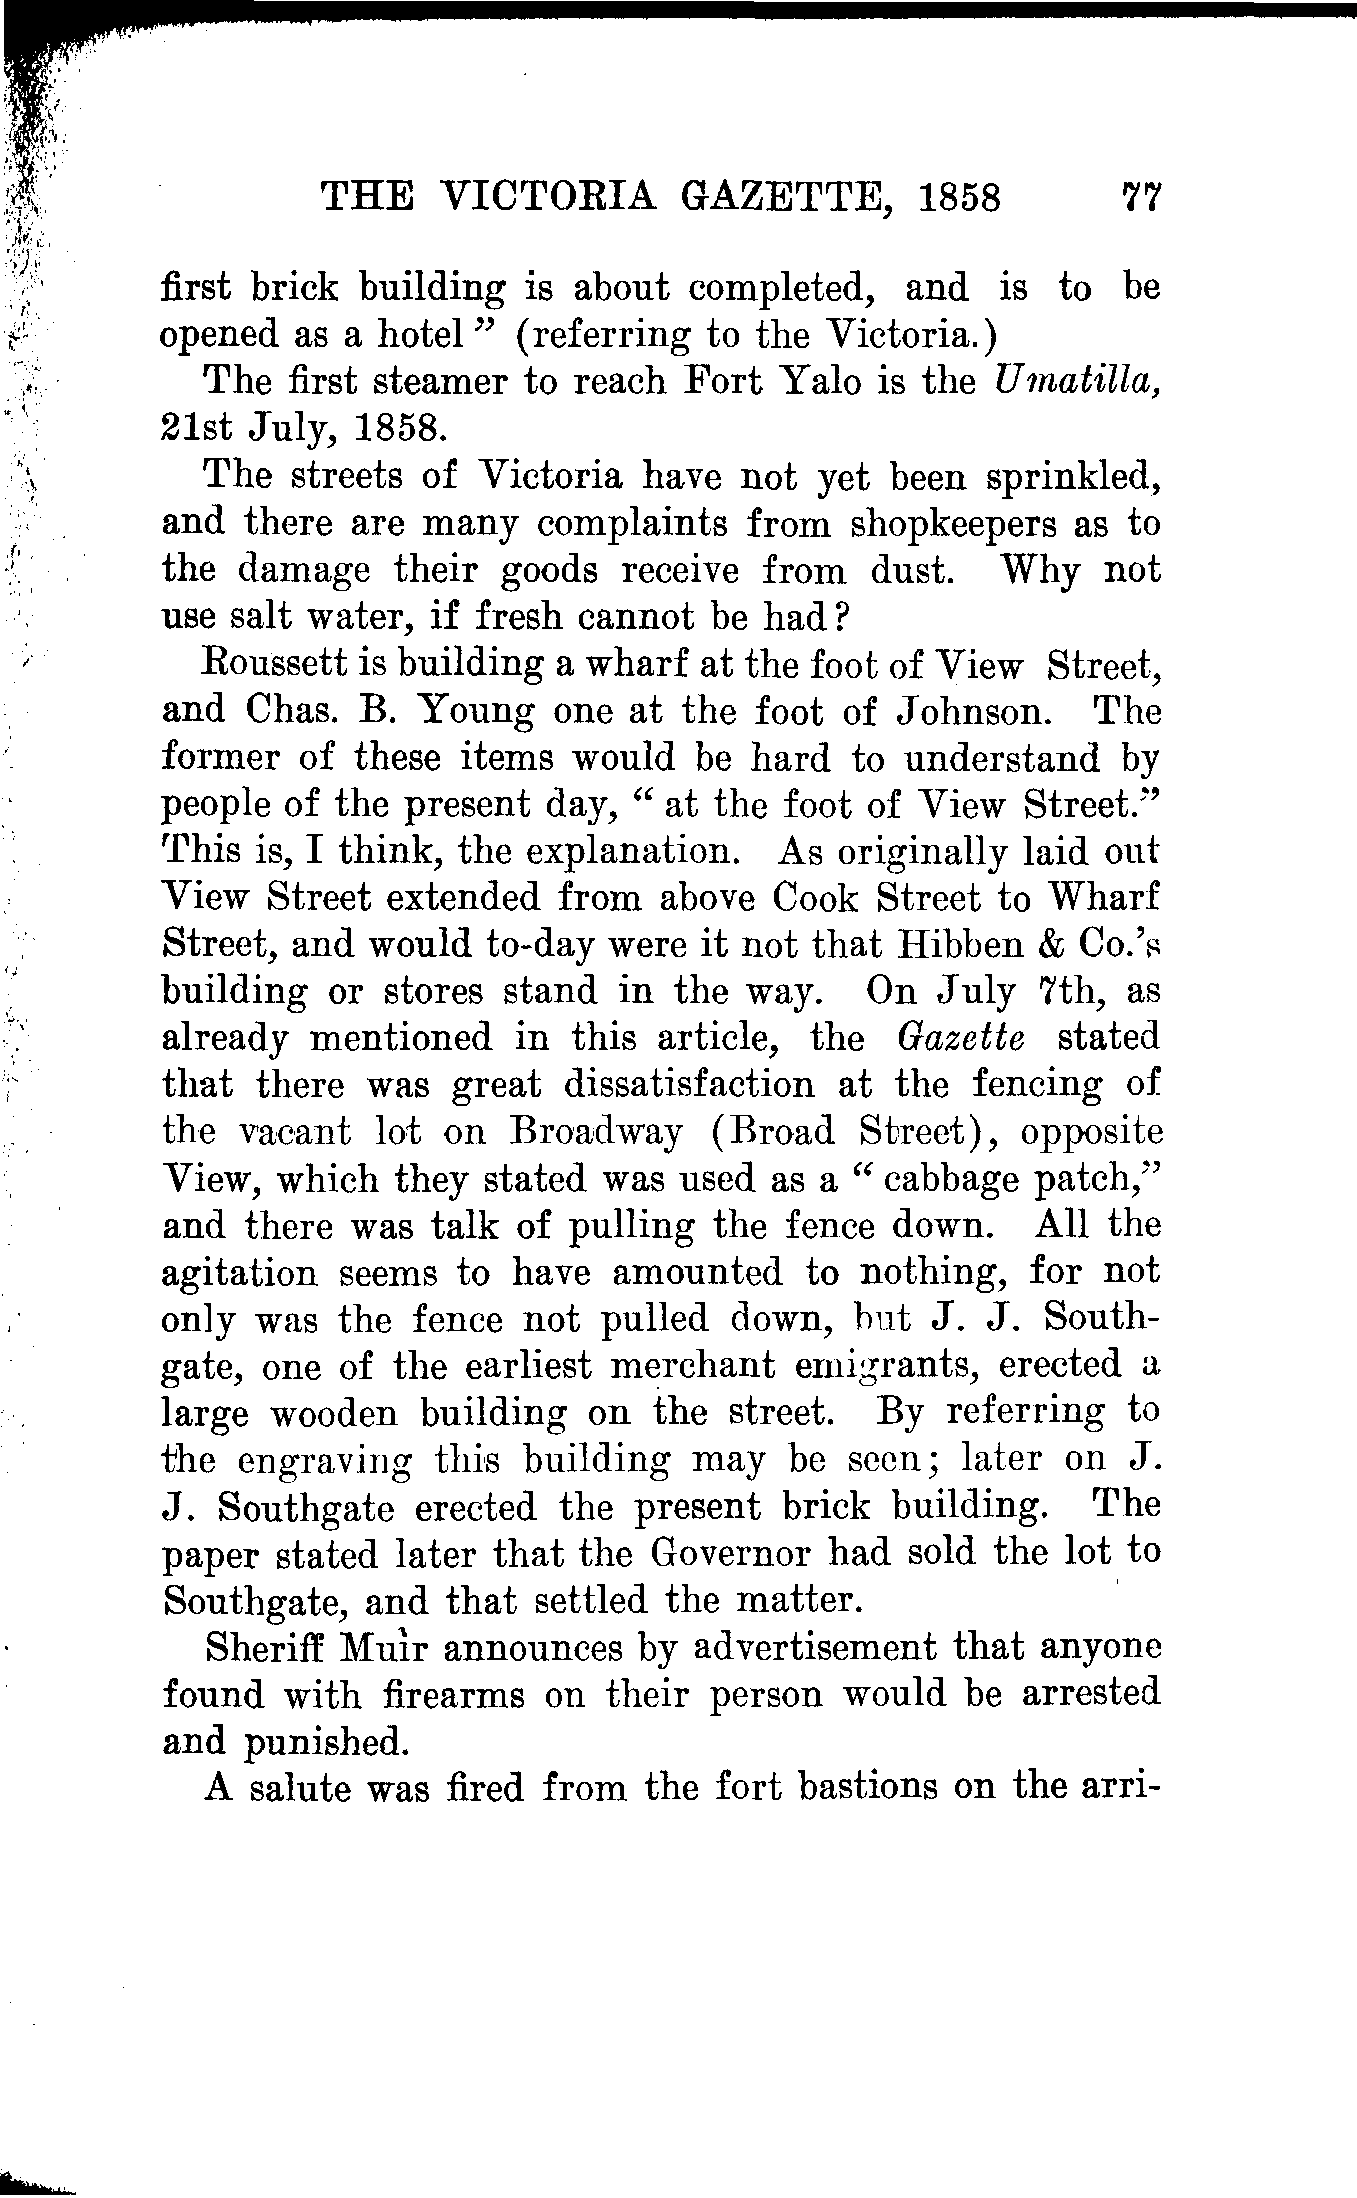 THE VICTORIA GAZETTE, 1858 77
first brick building is about completed, and is to be
opened as a hotel" (referring to the Victoria.)
The first steamer to reach Fort Yalo is the Umatilla,
21st July, 1858.
The streets of Victoria have not yet been sprinkled,
and there are many complaints from shopkeepers as to
the damage their goods receive from dust. Why not
use salt water, if fresh cannot be had?
Roussett is building a wharf at the foot of View Street,
and Chas. B. Young one at the foot of Johnson. The
former of these items would be hard to understand by
people of the present day, "at the foot of View Street."
This is, I think, the explanation. As originally laid out
View Street extended from above Cook Street to Wharf
Street, and would to-day were it not that Hibben & Co.'s
building or stores stand in the way. On July 7th, as
already mentioned in this article, the Gazette stated
that there was great dissatisfaction at the fencing of
the vacant lot on Broadway (Broad Street), opposite
View, which they stated was used as a "cabbage patch,"
and there was talk of pulling the fence down. All the
agitation seems to have amounted to nothing, for not
only was the fence not pulled down, but J. J. South-
gate, one of the earliest merchant emigrants, erected a
large wooden building on the street. By referring to
the engraving this building may be seen; later on J.
J. Southgate erected the present brick building. The
paper stated later that the Governor had sold the lot to
Southgate, and that settled the matter.
Sheriff Muir announces by advertisement that anyone
found with firearms on their person would be arrested
and punished.
A salute was fired from the fort bastions on the arri-